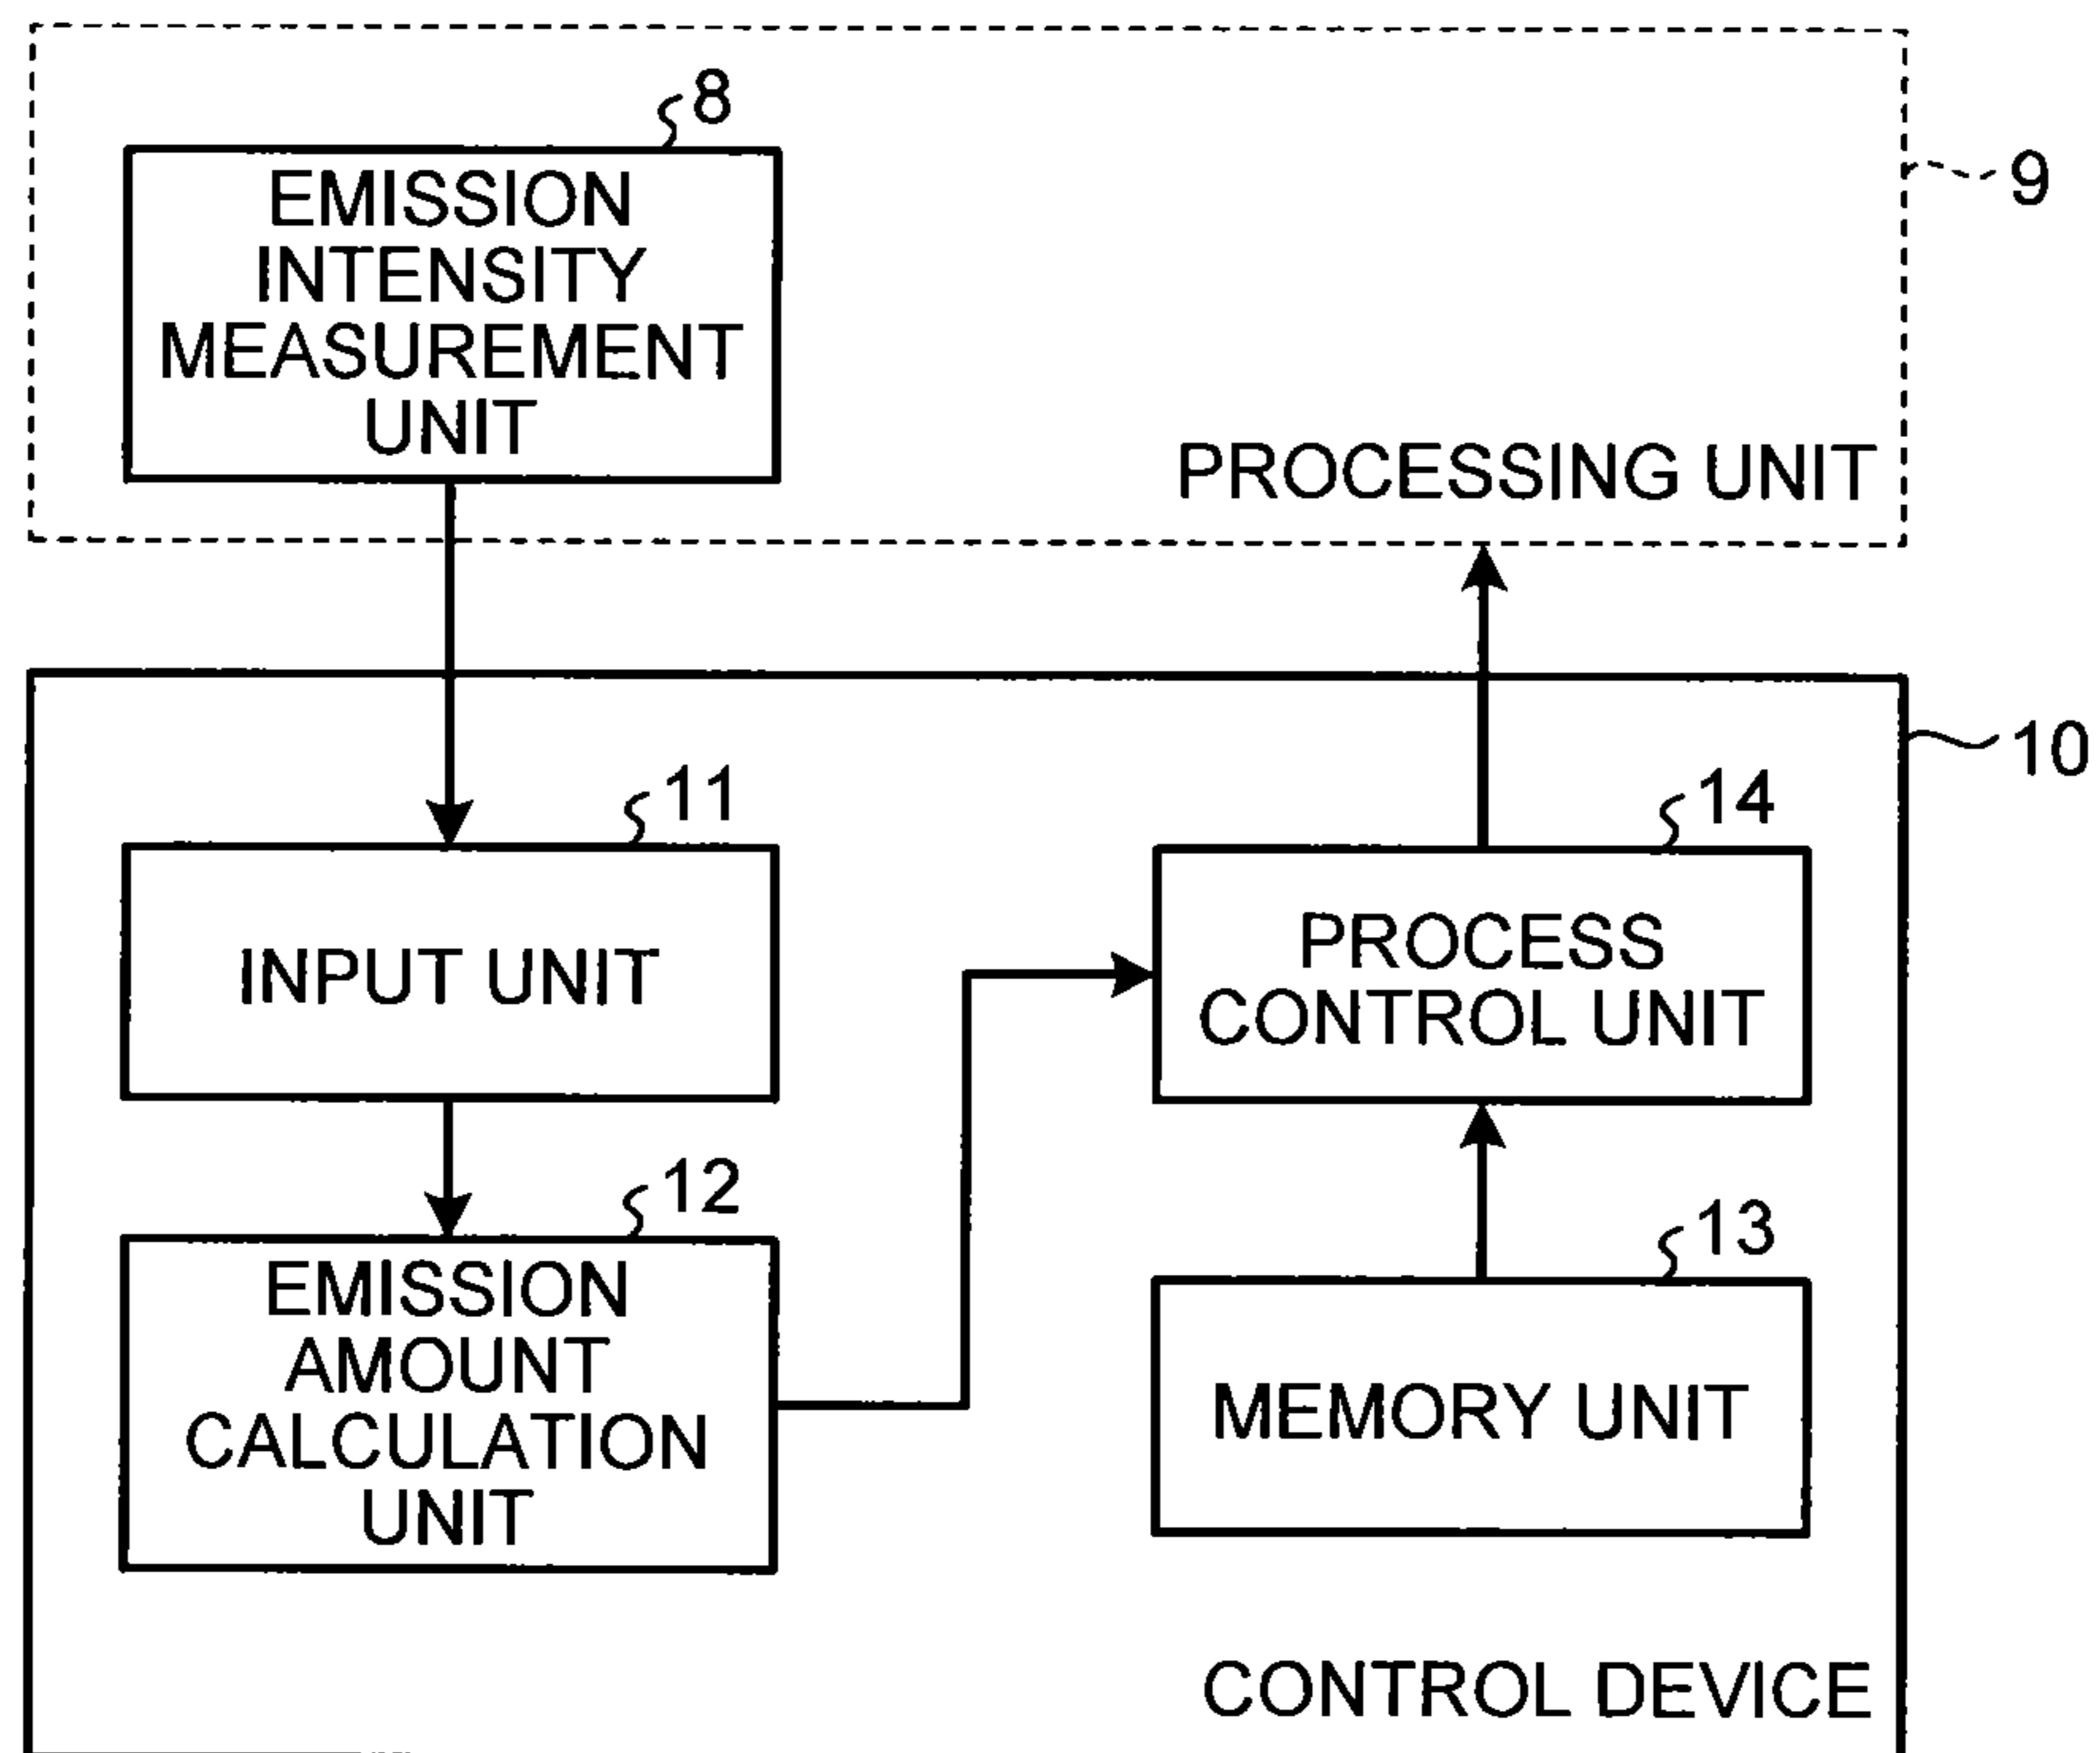 8
EMISSION
INTENSITY
MEASUREMENT
UNIT
9
PROCESSING UNIT
10
11
INPUT UNIT
14
PROCESS
CONTROL UNIT
12
EMISSION
AMOUNT
CALCULATION
UNIT
13
MEMORY UNIT
CONTROL DEVICE